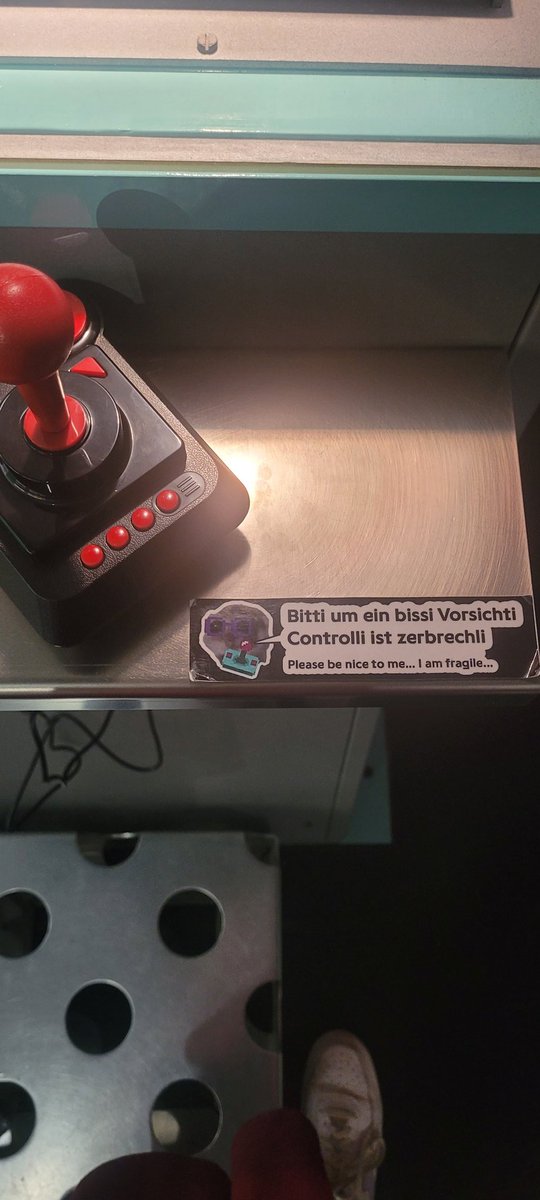 Bitti um ein bissi Vorsichti
Controlli ist zerbrechli
Please be nice to me... I am fragile...